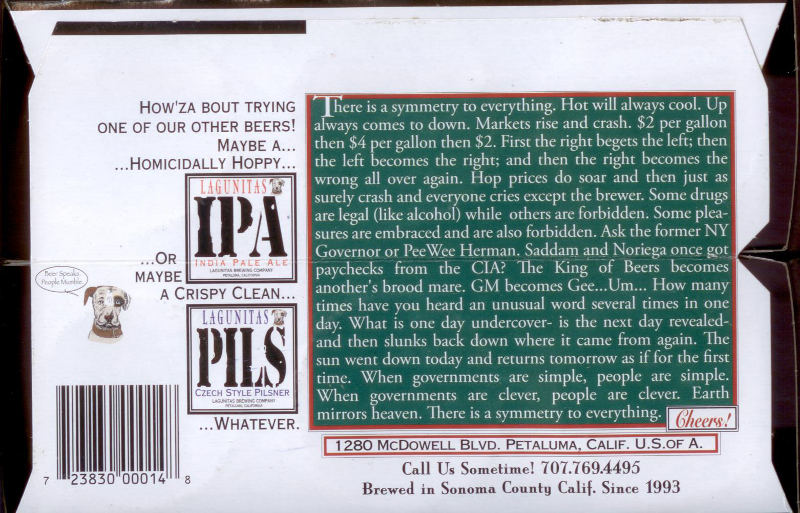 HOW'ZA BOUT TRYING
ONE OF OUR OTHER BEERS!
MAYBE A...
...HOMICIDALLY HOPPY...
LAGUNITAS
IPA
INDIA PALE ALE
LAGUNITAS BREWING COMPANY
PETALUMA, CALIFORNIA
...OR
MAYBE
A CRISPY CLEAN...
Beer Speaks.
People Mumble.
LAGUNITAS
PILS
CZECH STYLE PILSNER
LAGUNITAS BREWING COMPANY
PETALUMA, CALIFORNIA
...WHATEVER.
7 23830 00014 8
There is a symmetry to everything. Hot will always cool. Up
always comes to down. Markets rise and crash. $2 per gallon
then $4 per gallon then $2. First the right begets the left; then
the left becomes the right; and then the right becomes the
wrong all over again. Hop prices do soar and then just as
surely crash and everyone cries except the brewer. Some drugs
are legal (like alcohol) while others are forbidden. Some plea-
sures are embraced and are also forbidden. Ask the former NY
Governor or PeeWee Herman. Saddam and Noriega once got
paychecks from the CIA? The King of Beers becomes
another's brood mare. GM becomes Gee...Um... How many
times have you heard an unusual word several times in one
day. What is one day undercover- is the next day revealed-
and then slunks back down where it came from again. The
sun went down today and returns tomorrow as if for the first
time. When governments are simple, people are simple.
When governments are clever, people are clever. Earth
mirrors heaven. There is a symmetry to everything.
Cheers!
1280 MCDOWELL BLVD. PETALUMA, CALIF. U.S.OF A.
Call Us Sometime! 707.769.4495
Brewed in Sonoma County Calif. Since 1993